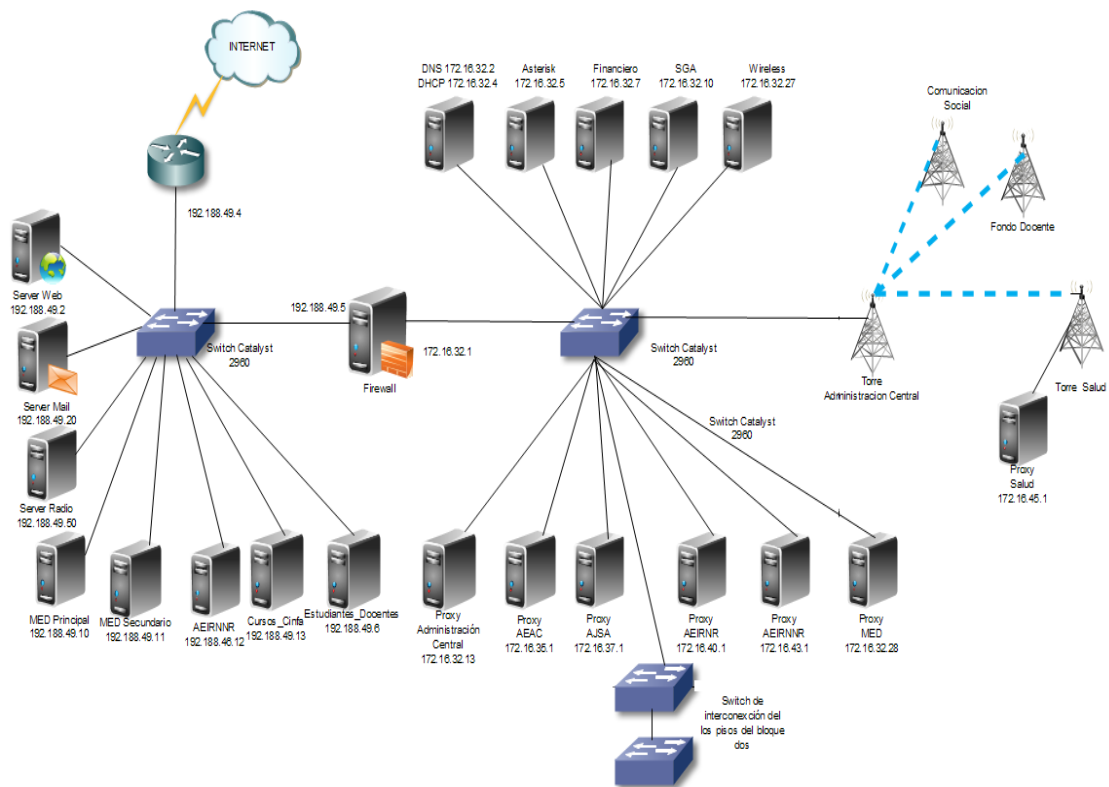 INTERNET
DNS 172.16.32.2
DHCP 172.16.32.4
Asterisk
172.16.32.5
Financiero
172.16.32.7
SGA
172.16.32.10
Wireless
172.16.32.27
Comunicacion
Social
Fondo Docente
192.188.49.4
Server Web
192.188.49.2
192.188.49.5
172.16.32.1
Firewall
Switch Catalyst
2960
Switch Catalyst
2960
Torre
Administracion Central
Torre Salud
Server Mail
192.188.49.20
Switch Catalyst
2960
Proxy
Salud
172.16.45.1
Server Radio
192.188.49.50
MED Principal
192.188.49.10
MED Secundario
192.188.49.11
AEIRNNR
192.188.46.12
Cursos_Cinfa
192.188.49.13
Estudiantes_Docentes
192.188.49.6
Proxy
Administración
Central
172.16.32.13
Proxy
AEAC
172.16.35.1
Proxy
AJSA
172.16.37.1
Proxy
AEIRNR
172.16.40.1
Proxy
AEIRNNR
172.16.43.1
Proxy
MED
172.16.32.28
Switch de
interconexción del
los pisos del bloque
dos